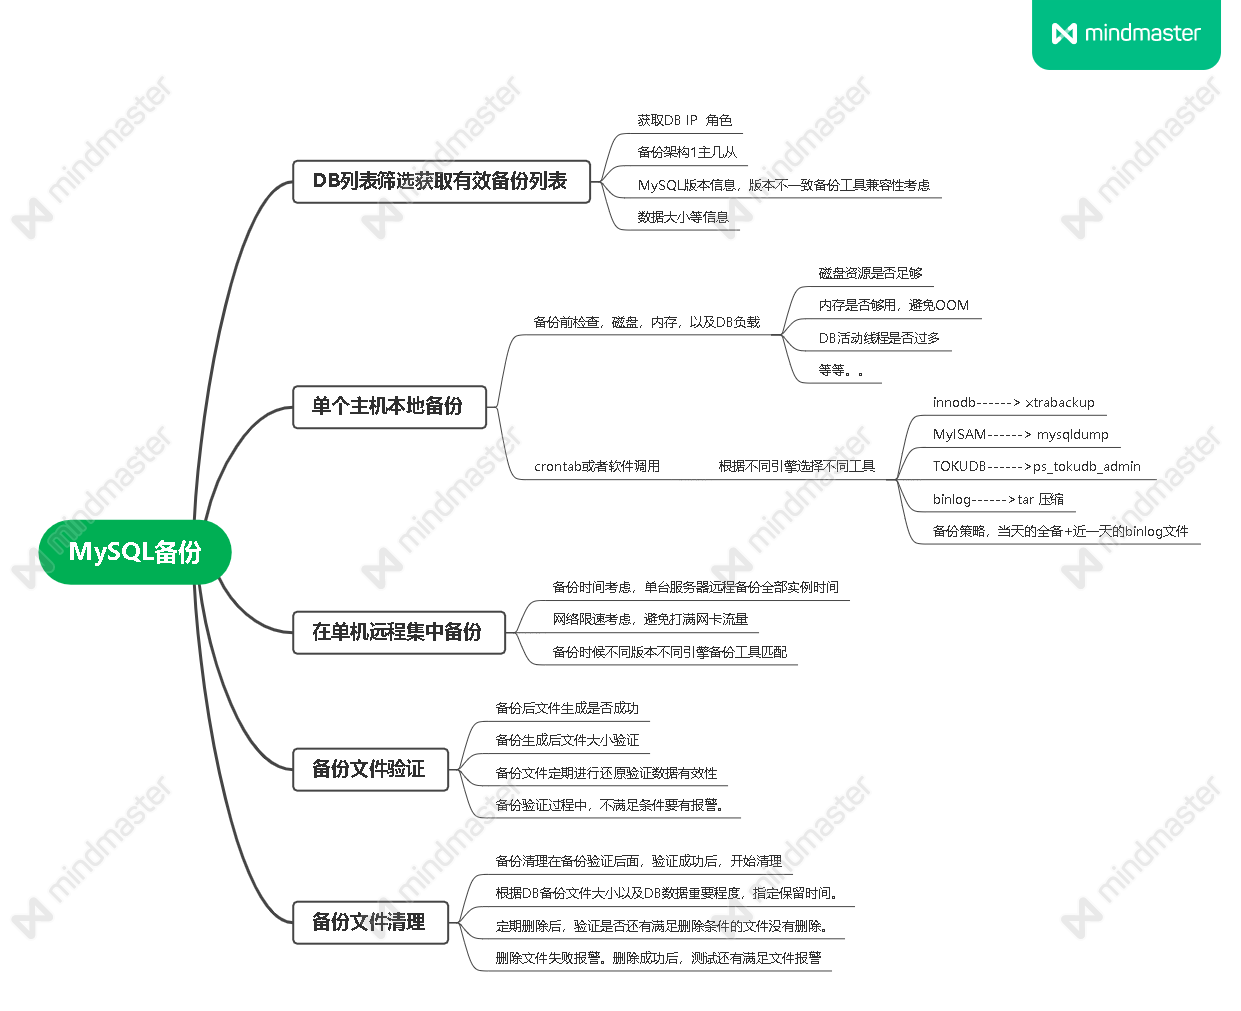 mindmaster
MySQL备份
DB列表筛选获取有效备份列表
获取DB IP 角色
备份架构1主几从
MySQL版本信息，版本不一致备份工具兼容性考虑
数据大小等信息
单个主机本地备份
备份前检查，磁盘，内存，以及DB负载
磁盘资源是否足够
内存是否够用，避免OOM
DB活动线程是否过多
等等。。
crontab或者软件调用
根据不同引擎选择不同工具
innodb------> xtrabackup
MyISAM------> mysqldump
TOKUDB------>ps_tokudb_admin
binlog------>tar 压缩
备份策略，当天的全备+近一天的binlog文件
在单机远程集中备份
备份时间考虑，单台服务器远程备份全部实例时间
网络限速考虑，避免打满网卡流量
备份时候不同版本不同引擎备份工具匹配
备份文件验证
备份后文件生成是否成功
备份生成后文件大小验证
备份文件定期进行还原验证数据有效性
备份验证过程中，不满足条件要有报警。
备份文件清理
备份清理在备份验证后面，验证成功后，开始清理
根据DB备份文件大小以及DB数据重要程度，指定保留时间。
定期删除后，验证是否还有满足删除条件的文件没有删除。
删除文件失败报警。删除成功后，测试还有满足文件报警
mindmaster
mindmaster
mindmaster
mindmaster
mindmaster
mindmaster
mindmaster
mindmaster
mindmaster
mindmaster
mindmaster
mindmaster